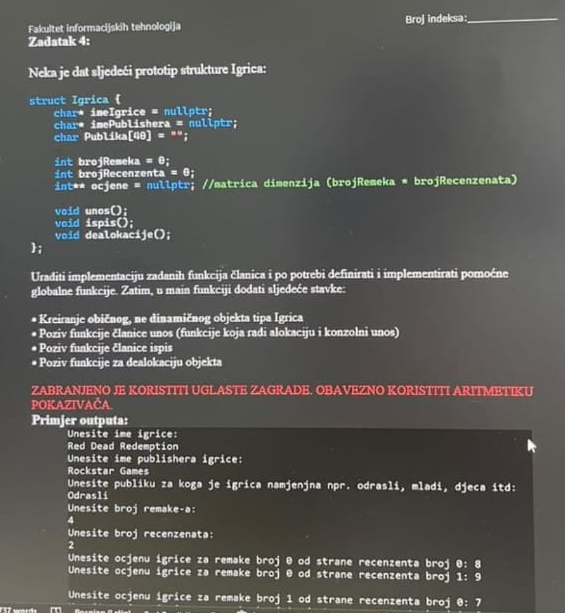 Broj indeksa:
Fakultet informacijskih tehnologija
Zadatak 4:
Neka je dat sljedeći prototip strukture Igrica:
struct Igrica {
char* imeIgrice = nullptr;
char* imePublishera = nullptr;
char Publika[40] = "";
int brojRemeka = 0;
int brojRecenzenta = 0;
int** ocjene = nullptr; //matrica dimenzija (brojRemeka * brojRecenzenata)
void unos();
void ispis();
void dealokacije();
};
Uraditi implementaciju zadanih funkcija članica i po potrebi definirati i implementirati pomoćne
globalne funkcije. Zatim, u main funkciji dodati sljedeće stavke:
• Kreiranje običnog, ne dinamičnog objekta tipa Igrica
• Poziv funkcije članice unos (funkcije koja radi alokaciju i konzolni unos)
• Poziv funkcije članice ispis
• Poziv funkcije za dealokaciju objekta
ZABRANJENO JE KORISTITI UGLASTE ZAGRADE. OBAVEZNO KORISTITI ARITMETIKU
POKAZIVAČA.
Primjer outputa:
Unesite ime igrice:
Red Dead Redemption
Unesite ime publishera igrice:
Rockstar Games
Unesite publiku za koga je igrica namjenjna npr. odrasli, mladi, djeca itd:
Odrasli
Unesite broj remake-a:
4
Unesite broj recenzenata:
2
Unesite ocjenu igrice za remake broj 0 od strane recenzenta broj 0: 8
Unesite ocjenu igrice za remake broj 0 od strane recenzenta broj 1: 9
Unesite ocjenu igrice za remake broj 1 od strane recenzenta broj 0: 7
words